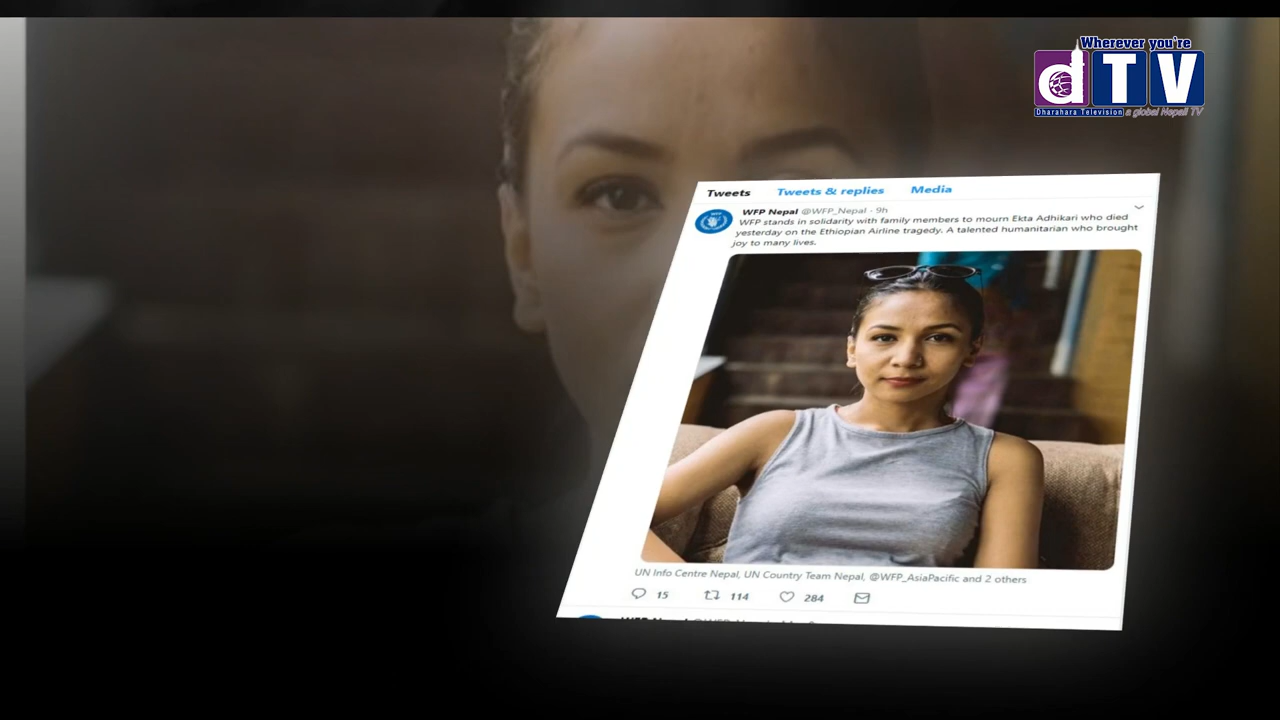 Wherever you're
dTV
Dharahara Television a global Nepali TV
Tweets Tweets & replies Media
WFP Nepal @WFP_Nepal · 9h
WFP stands in solidarity with family members to mourn Ekta Adhikari who died
yesterday on the Ethiopian Airline tragedy. A talented humanitarian who brought
joy to many lives.
UN Info Centre Nepal, UN Country Team Nepal, @WFP_AsiaPacific and 2 others
15 114 284